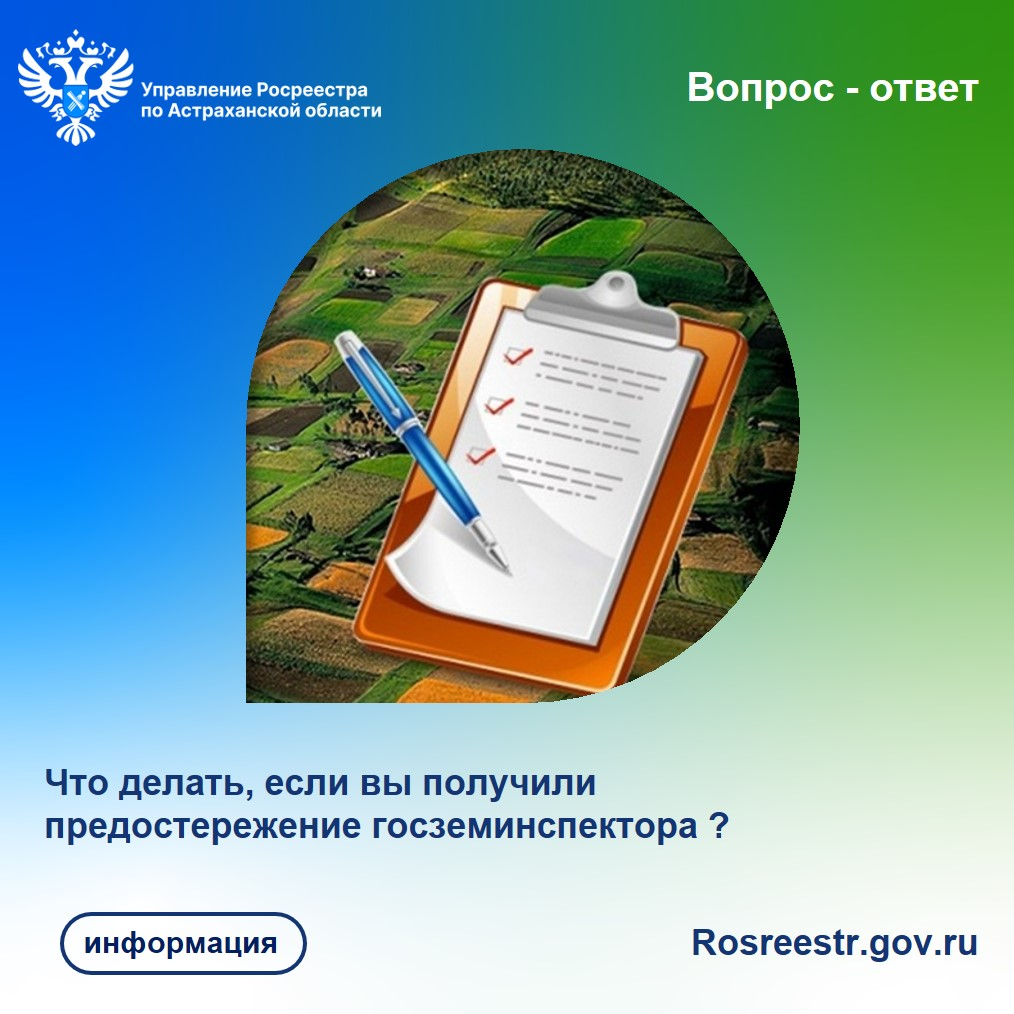 Управление Росреестра
по Астраханской области
Вопрос - ответ
Что делать, если вы получили
предостережение госземинспектора ?
информация
Rosreestr.gov.ru